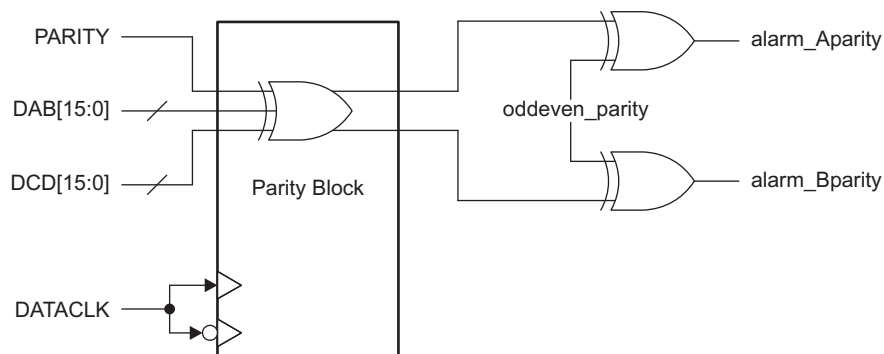 PARITY
alarm_Aparity
DAB[15:0]
oddeven_parity
DCD[15:0]
Parity Block
alarm_Bparity
DATACLK